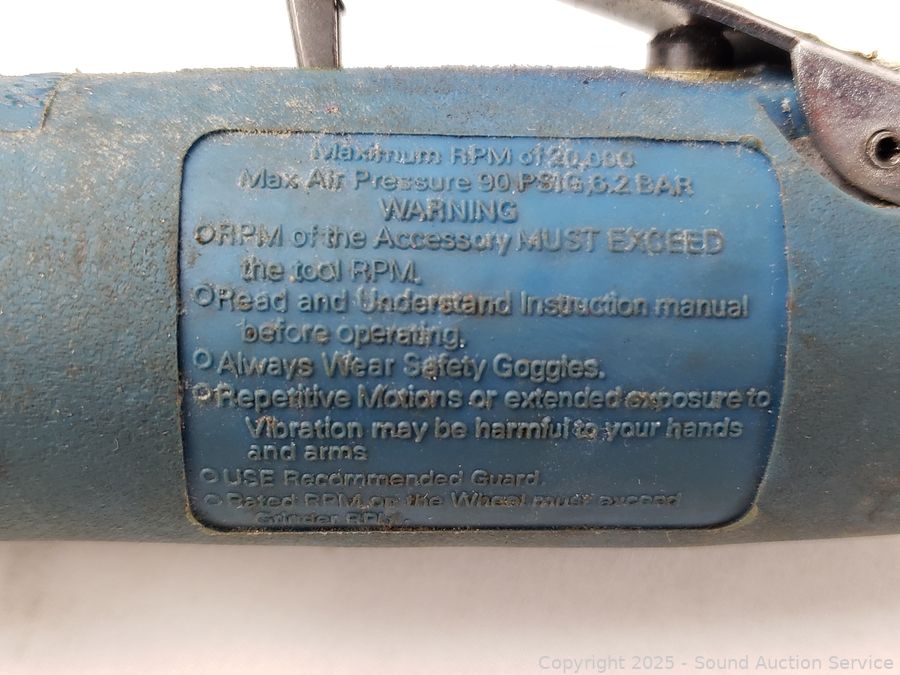 Maximum RPM of 20,000
Max Air Pressure 90 PSIG,6.2 BAR
WARNING
○RPM of the Accessory MUST EXCEED
the tool RPM.
○Read and Understand Instruction manual
before operating.
○Always Wear Safety Goggles.
○Repetitive Motions or extended exposure to
Vibration may be harmful to your hands
and arms
○USE Recommended Guard.
○Rated RPM on the Wheel must exceed
Grinder RPM.
Copyright © 2025 - Sound Auction Service